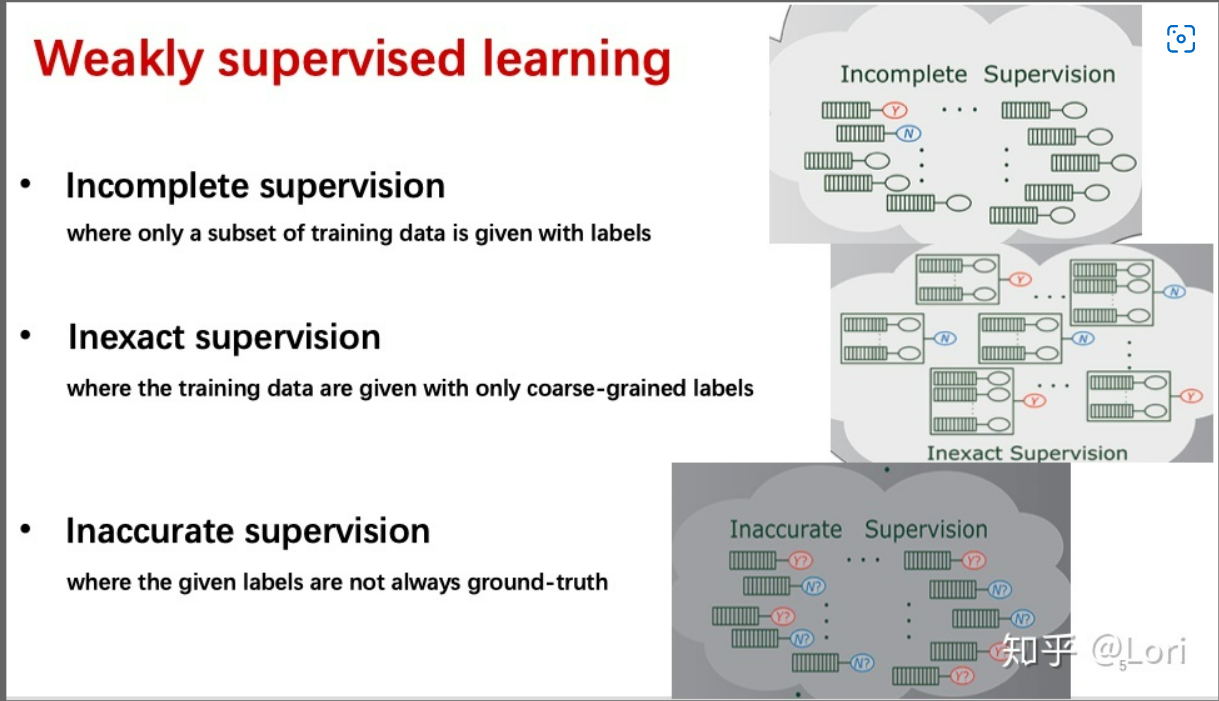 Weakly supervised learning
• Incomplete supervision
where only a subset of training data is given with labels
• Inexact supervision
where the training data are given with only coarse-grained labels
• Inaccurate supervision
where the given labels are not always ground-truth
Incomplete Supervision
Y
N
Y
N
N
N
Y
Y
Inexact Supervision
Inaccurate Supervision
Y? Y?
N? N?
Y? N?
N? Y
N? Y?
知乎 @Lori
5